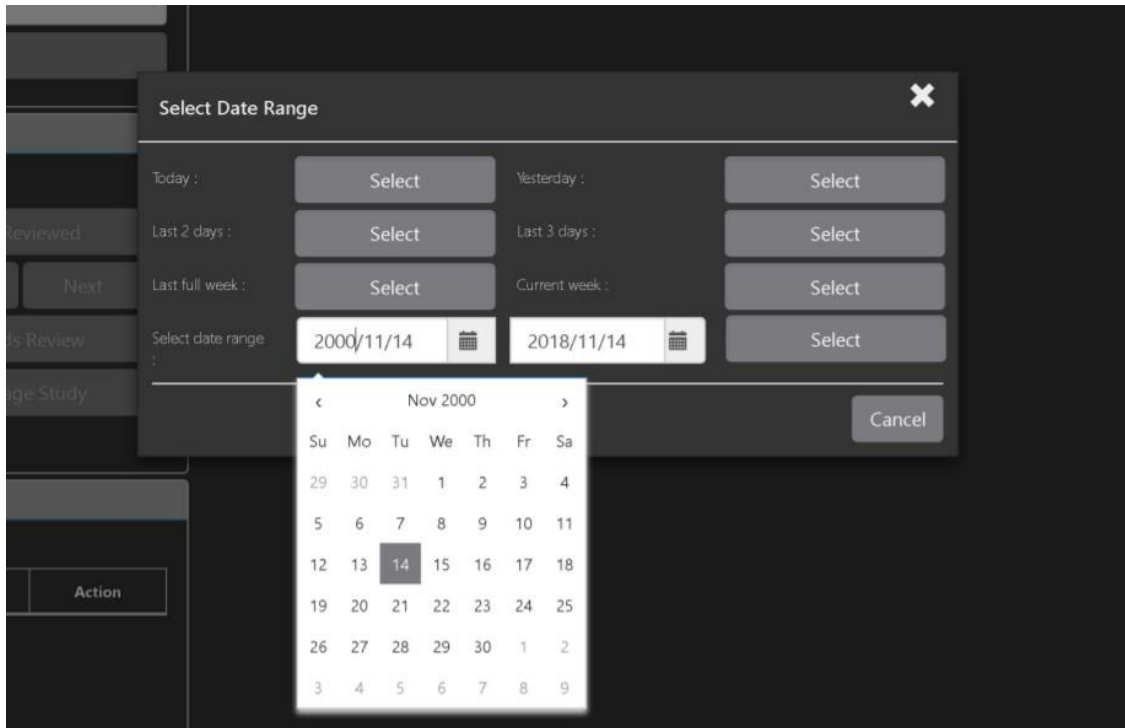 Select Date Range
Today : Select Yesterday : Select
Last 2 days : Select Last 3 days : Select
Reviewed
Last full week : Select Current week : Select
Next
Select date range : 2000/11/14 2018/11/14 Select
ds Review
age Study
Cancel
‹ Nov 2000 ›
Su Mo Tu We Th Fr Sa
29 30 31 1 2 3 4
5 6 7 8 9 10 11
12 13 14 15 16 17 18
19 20 21 22 23 24 25
26 27 28 29 30 1 2
3 4 5 6 7 8 9
Action